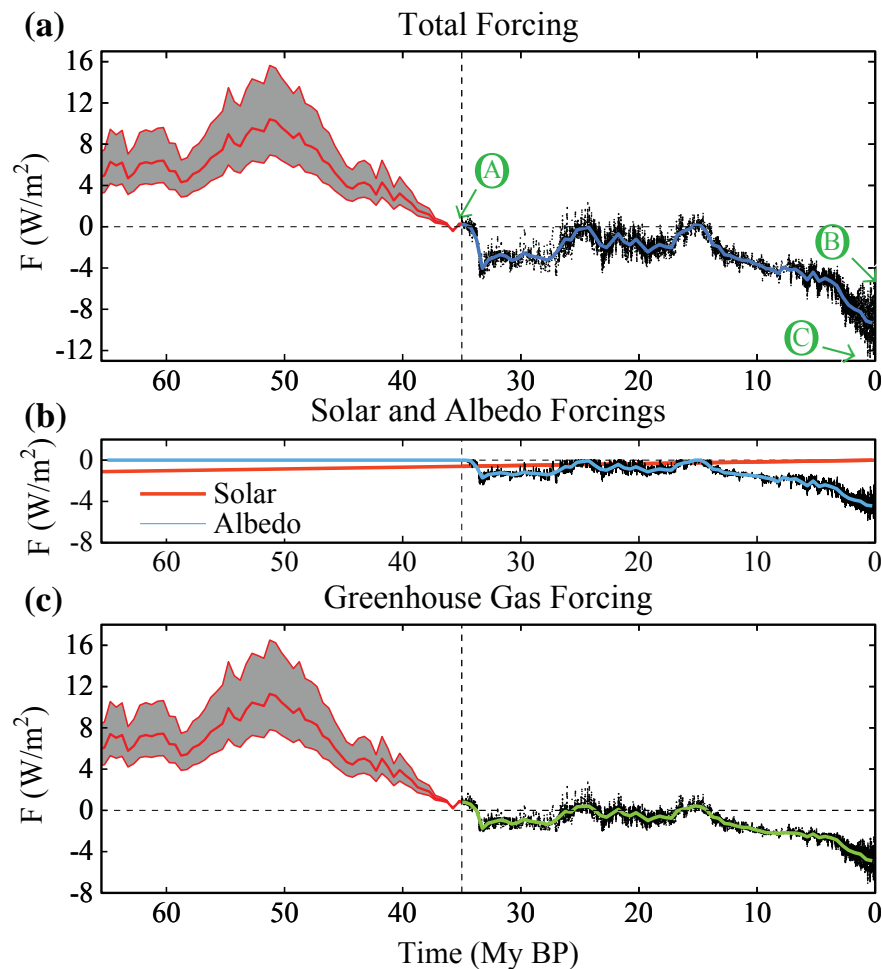 (a) Total Forcing
16
12
8
4
0
-4
-8
-12
F (W/m²)
A
B
C
60 50 40 30 20 10 0
Solar and Albedo Forcings
(b)
0
-4
-8
F (W/m²)
Solar
Albedo
60 50 40 30 20 10 0
(c) Greenhouse Gas Forcing
16
12
8
4
0
-4
-8
F (W/m²)
60 50 40 30 20 10 0
Time (My BP)